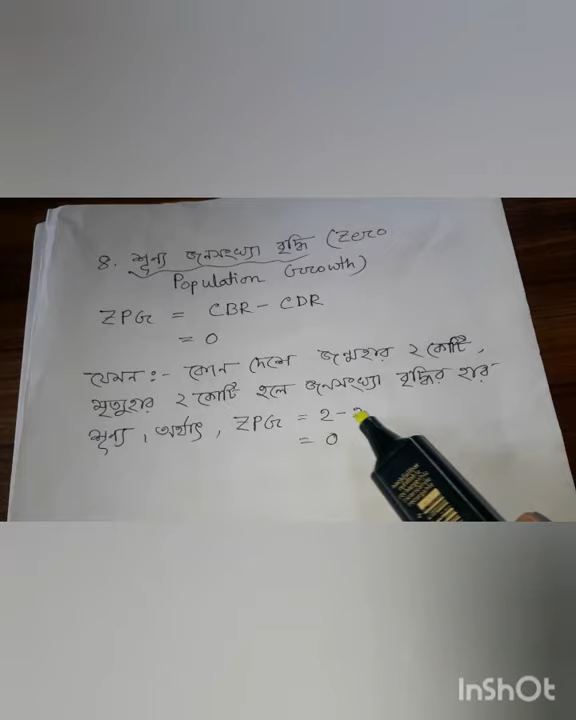 8. শূন্য জনসংখ্যা বৃদ্ধি (Zero
Population Growth)
ZPG = CBR - CDR
= 0
যেমন :- কোন দেশে জন্মহার ২ কোটি,
মৃত্যুহার ২ কোটি হলে জনসংখ্যা বৃদ্ধির হার
শূন্য, অর্থাৎ, ZPG = 2 -
= 0
InShOt